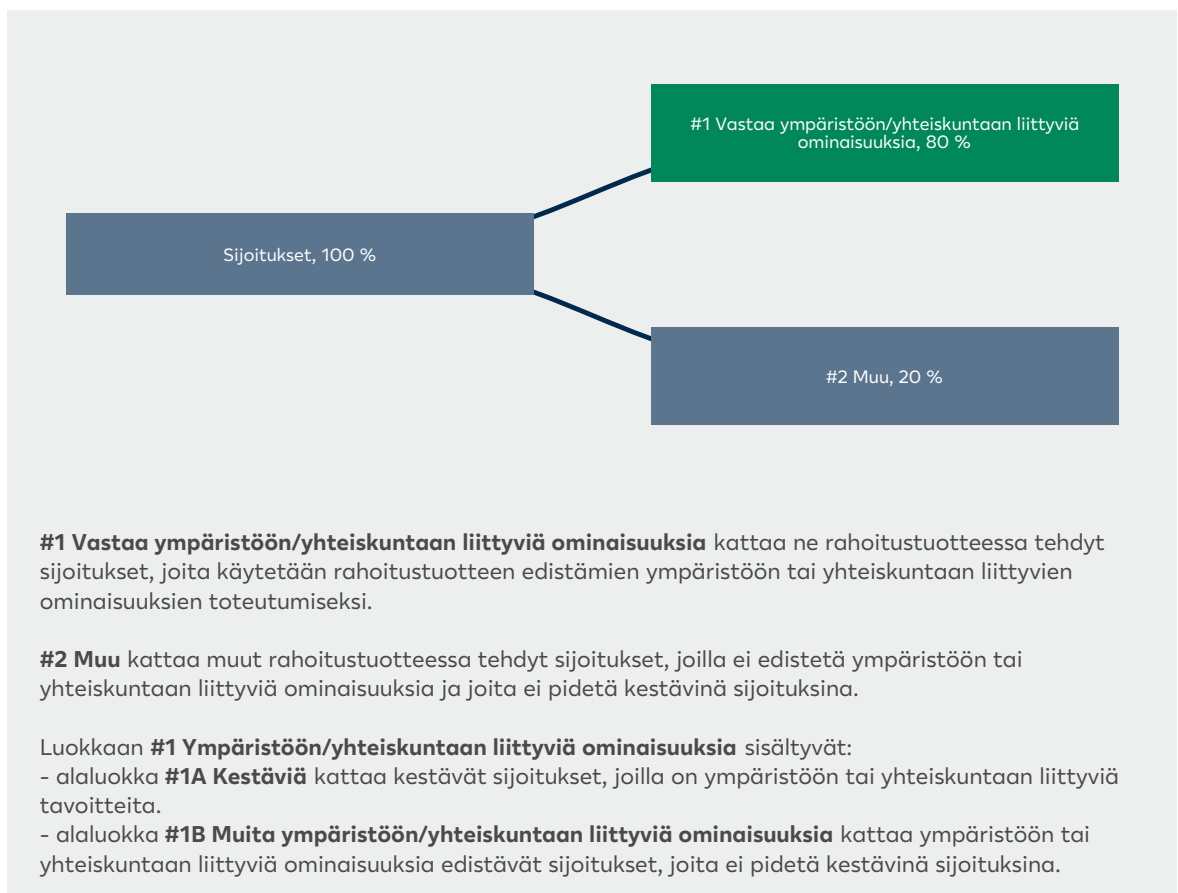 #1 Vastaa ympäristöön/yhteiskuntaan liittyviä
ominaisuuksia, 80 %
Sijoitukset, 100 %
#2 Muu, 20 %
#1 Vastaa ympäristöön/yhteiskuntaan liittyviä ominaisuuksia kattaa ne rahoitustuotteessa tehdyt
sijoitukset, joita käytetään rahoitustuotteen edistämien ympäristöön tai yhteiskuntaan liittyvien
ominaisuuksien toteutumiseksi.
#2 Muu kattaa muut rahoitustuotteessa tehdyt sijoitukset, joilla ei edistetä ympäristöön tai
yhteiskuntaan liittyviä ominaisuuksia ja joita ei pidetä kestävinä sijoituksina.
Luokkaan #1 Ympäristöön/yhteiskuntaan liittyviä ominaisuuksia sisältyvät:
- alaluokka #1A Kestäviä kattaa kestävät sijoitukset, joilla on ympäristöön tai yhteiskuntaan liittyviä
tavoitteita.
- alaluokka #1B Muita ympäristöön/yhteiskuntaan liittyviä ominaisuuksia kattaa ympäristöön tai
yhteiskuntaan liittyviä ominaisuuksia edistävät sijoitukset, joita ei pidetä kestävinä sijoituksina.